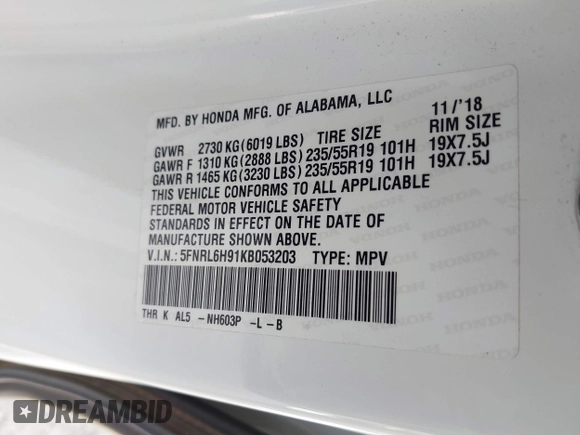 MFD. BY HONDA MFG. OF ALABAMA, LLC 11/'18
GVWR 2730 KG(6019 LBS) TIRE SIZE RIM SIZE
GAWR F 1310 KG(2888 LBS)235/55R19 101H 19X7.5J
GAWR R 1465 KG(3230 LBS)235/55R19 101H 19X7.5J
THIS VEHICLE CONFORMS TO ALL APPLICABLE
FEDERAL MOTOR VEHICLE SAFETY
STANDARDS IN EFFECT ON THE DATE OF
MANUFACTURE SHOWN ABOVE.
V.I.N.:5FNRL6H91KB053203 TYPE: MPV
THR K AL5 -NH603P -L-B
DREAMBID